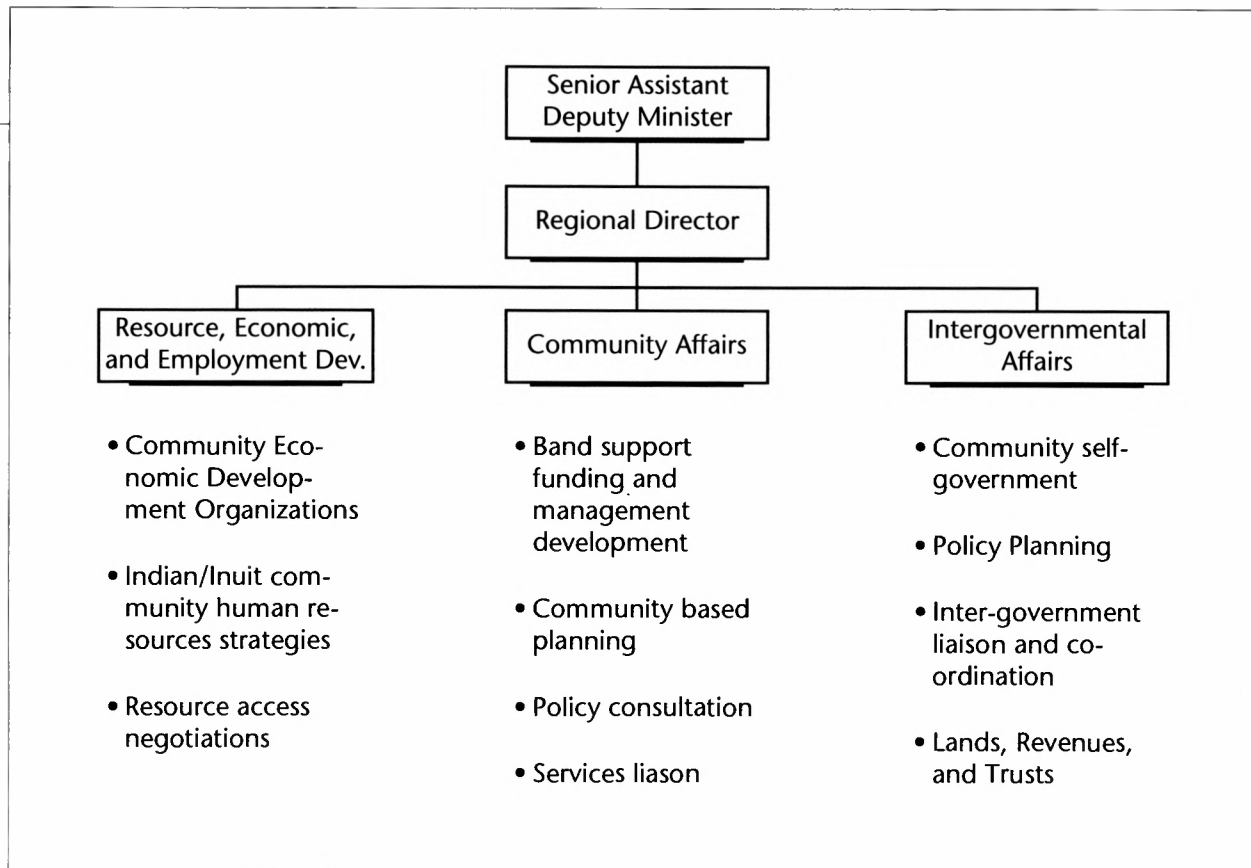 Senior Assistant
Deputy Minister
Regional Director
Resource, Economic,
and Employment Dev.
Community Affairs
Intergovernmental
Affairs
• Community Eco-
nomic Develop-
ment Organizations
• Indian/Inuit com-
munity human re-
sources strategies
• Resource access
negotiations
• Band support
funding and
management
development
• Community based
planning
• Policy consultation
• Services liason
• Community self-
government
• Policy Planning
• Inter-government
liaison and co-
ordination
• Lands, Revenues,
and Trusts